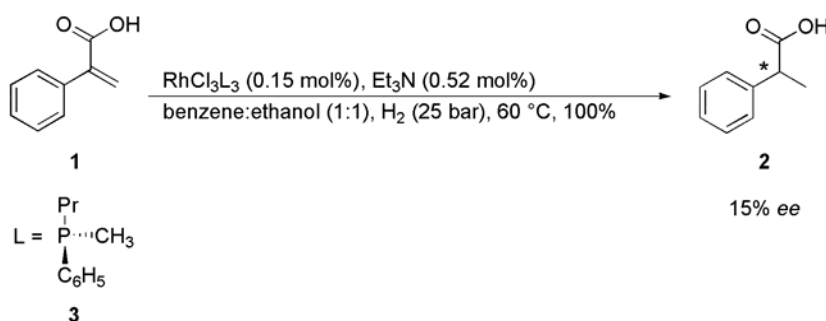 O
OH
1
RhCl₃L₃ (0.15 mol%), Et₃N (0.52 mol%)
benzene:ethanol (1:1), H₂ (25 bar), 60 °C, 100%
O
OH
*
2
15% ee
L =
Pr
P
CH₃
C₆H₅
3